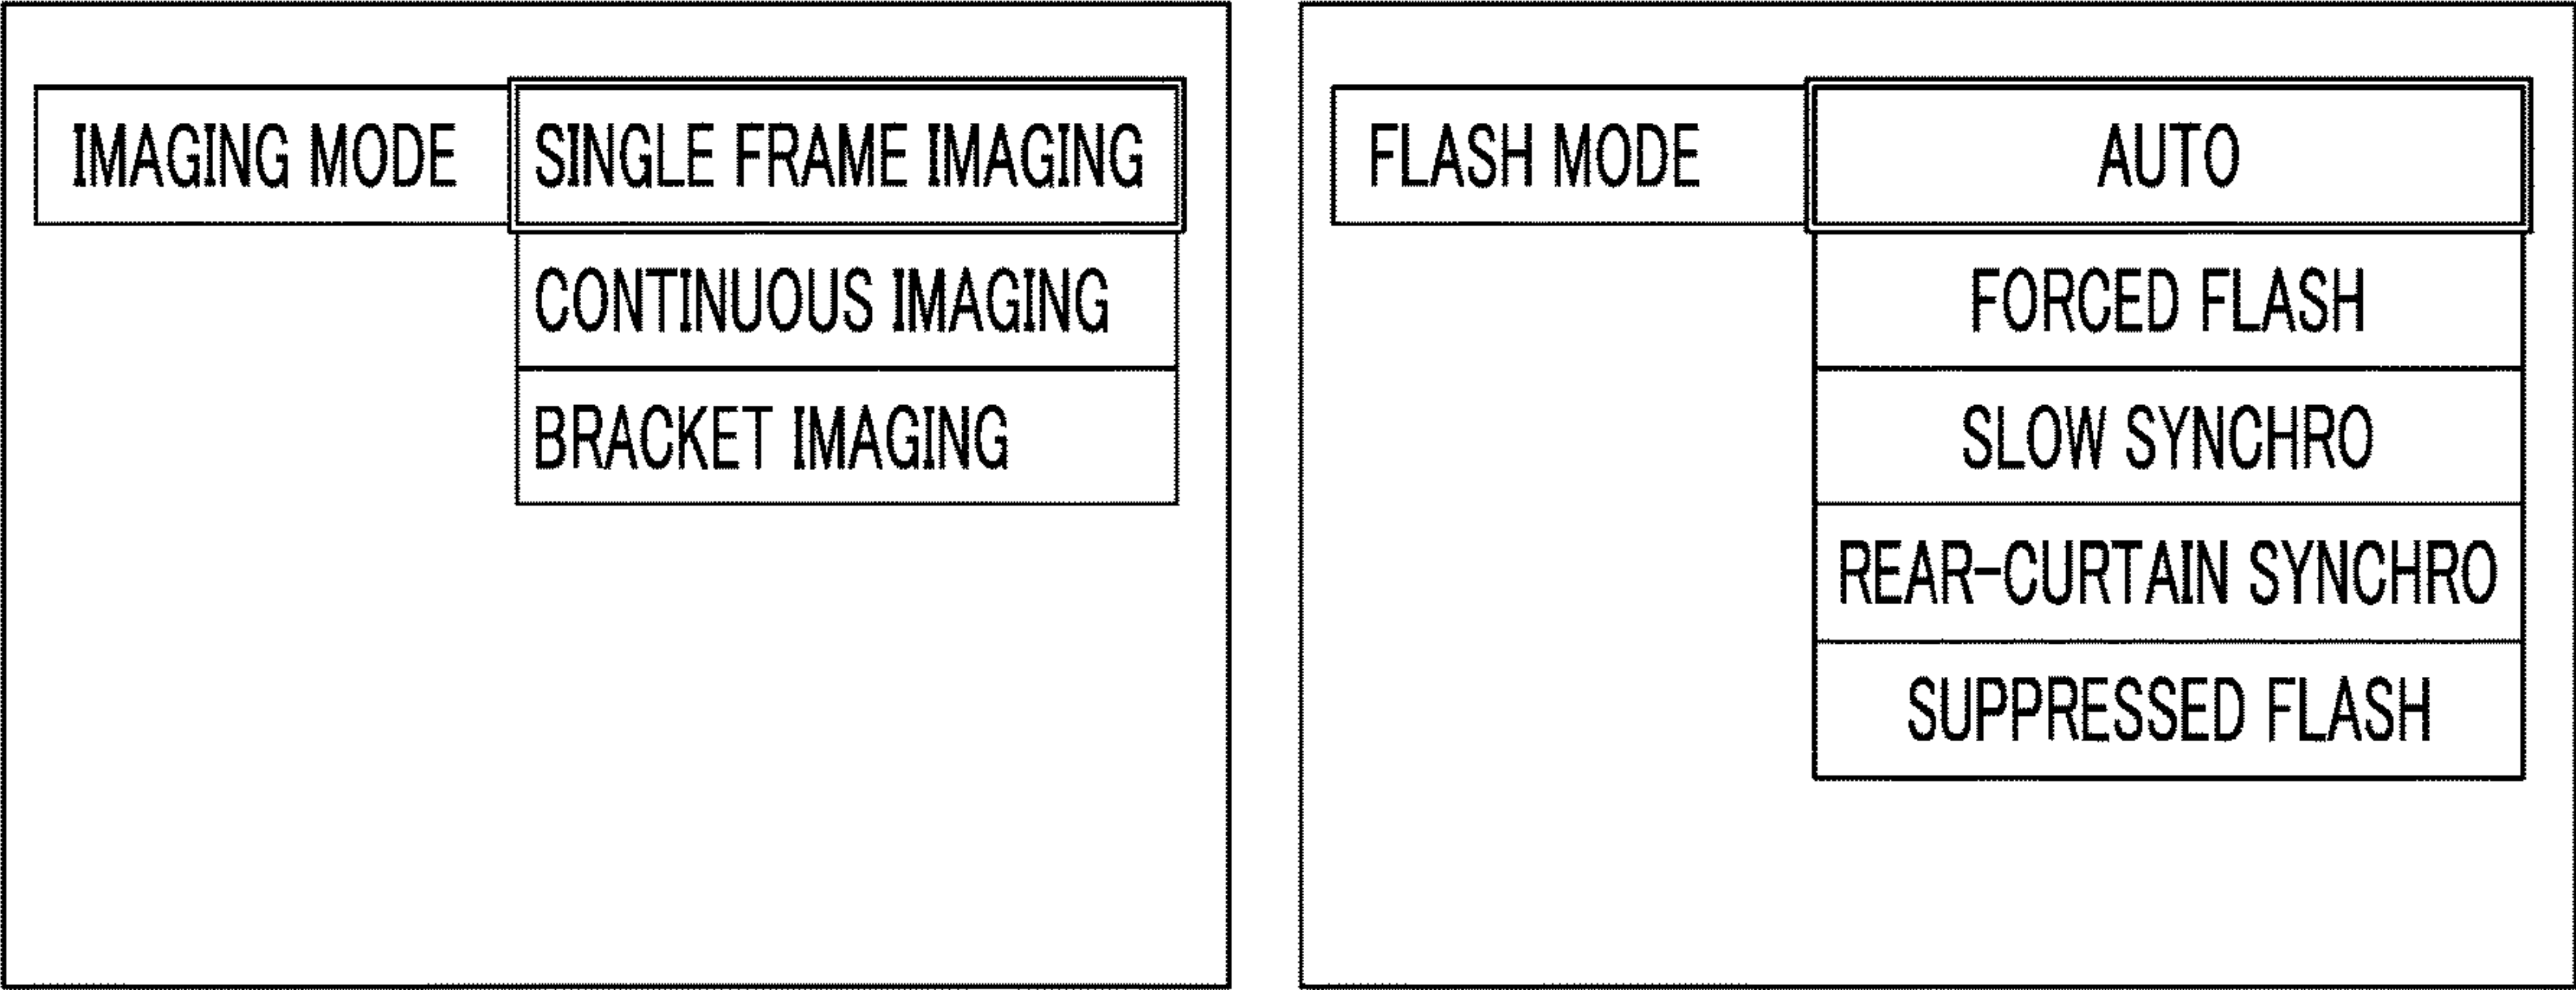 IMAGING MODE
SINGLE FRAME IMAGING
CONTINUOUS IMAGING
BRACKET IMAGING
FLASH MODE
AUTO
FORCED FLASH
SLOW SYNCHRO
REAR-CURTAIN SYNCHRO
SUPPRESSED FLASH